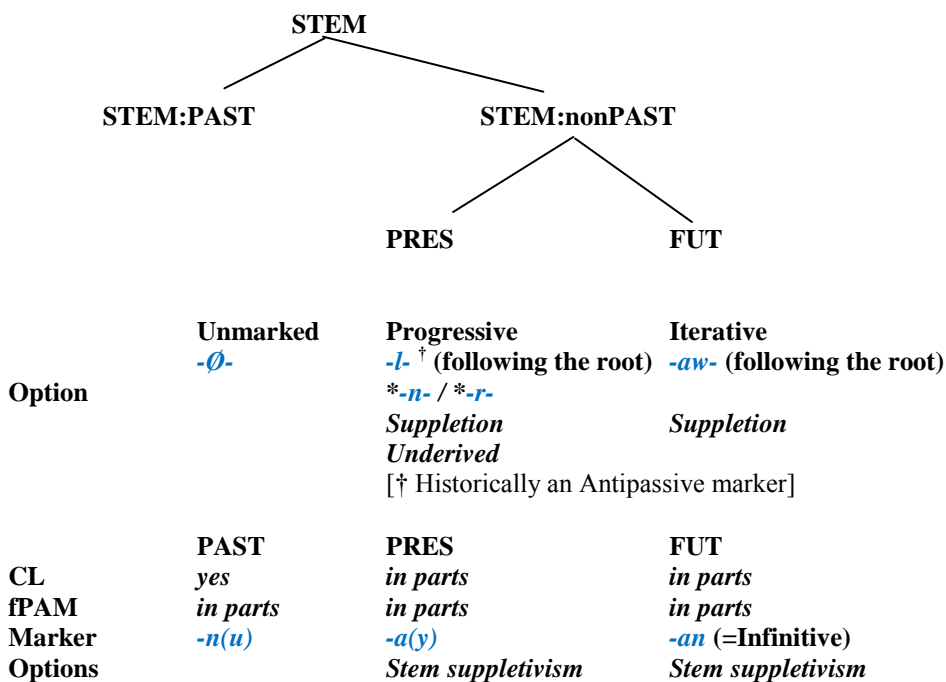 STEM
STEM:PAST STEM:nonPAST
PRES FUT
Unmarked Progressive Iterative
-Ø- -l- † (following the root) -aw- (following the root)
Option *-n- / *-r-
Suppletion Suppletion
Underived
[† Historically an Antipassive marker]
PAST PRES FUT
CL yes in parts in parts
fPAM in parts in parts in parts
Marker -n(u) -a(y) -an (=Infinitive)
Options Stem suppletivism Stem suppletivism